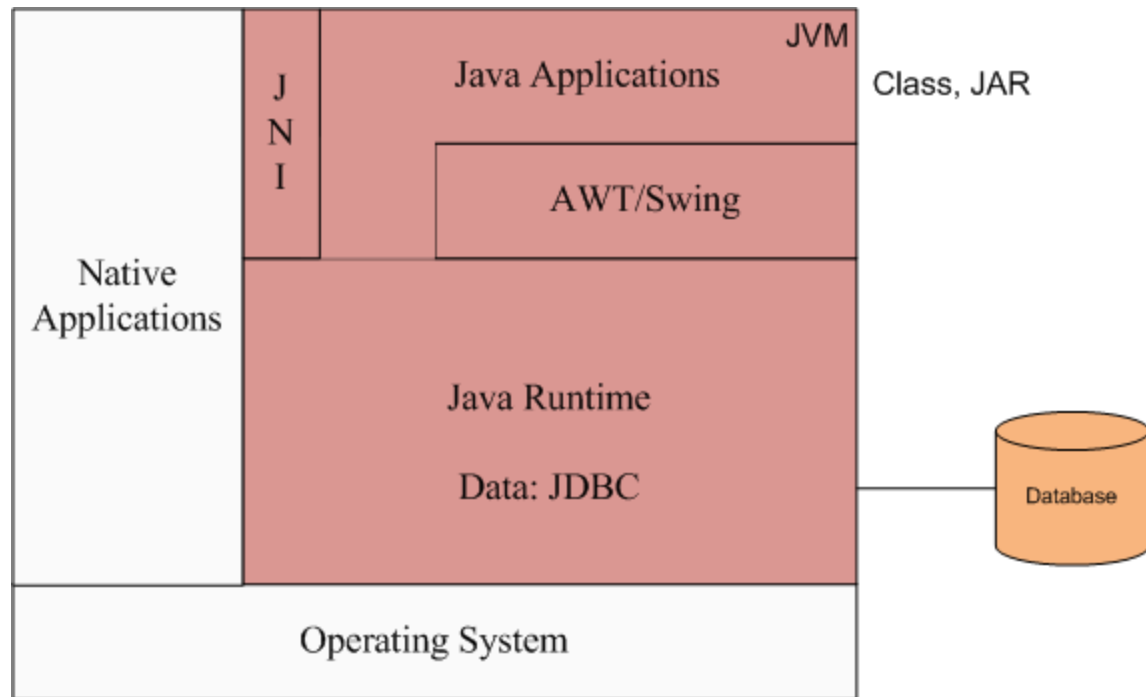 JVM
Java Applications
Class, JAR
J
N
I
AWT/Swing
Native
Applications
Java Runtime
Data: JDBC
Database
Operating System